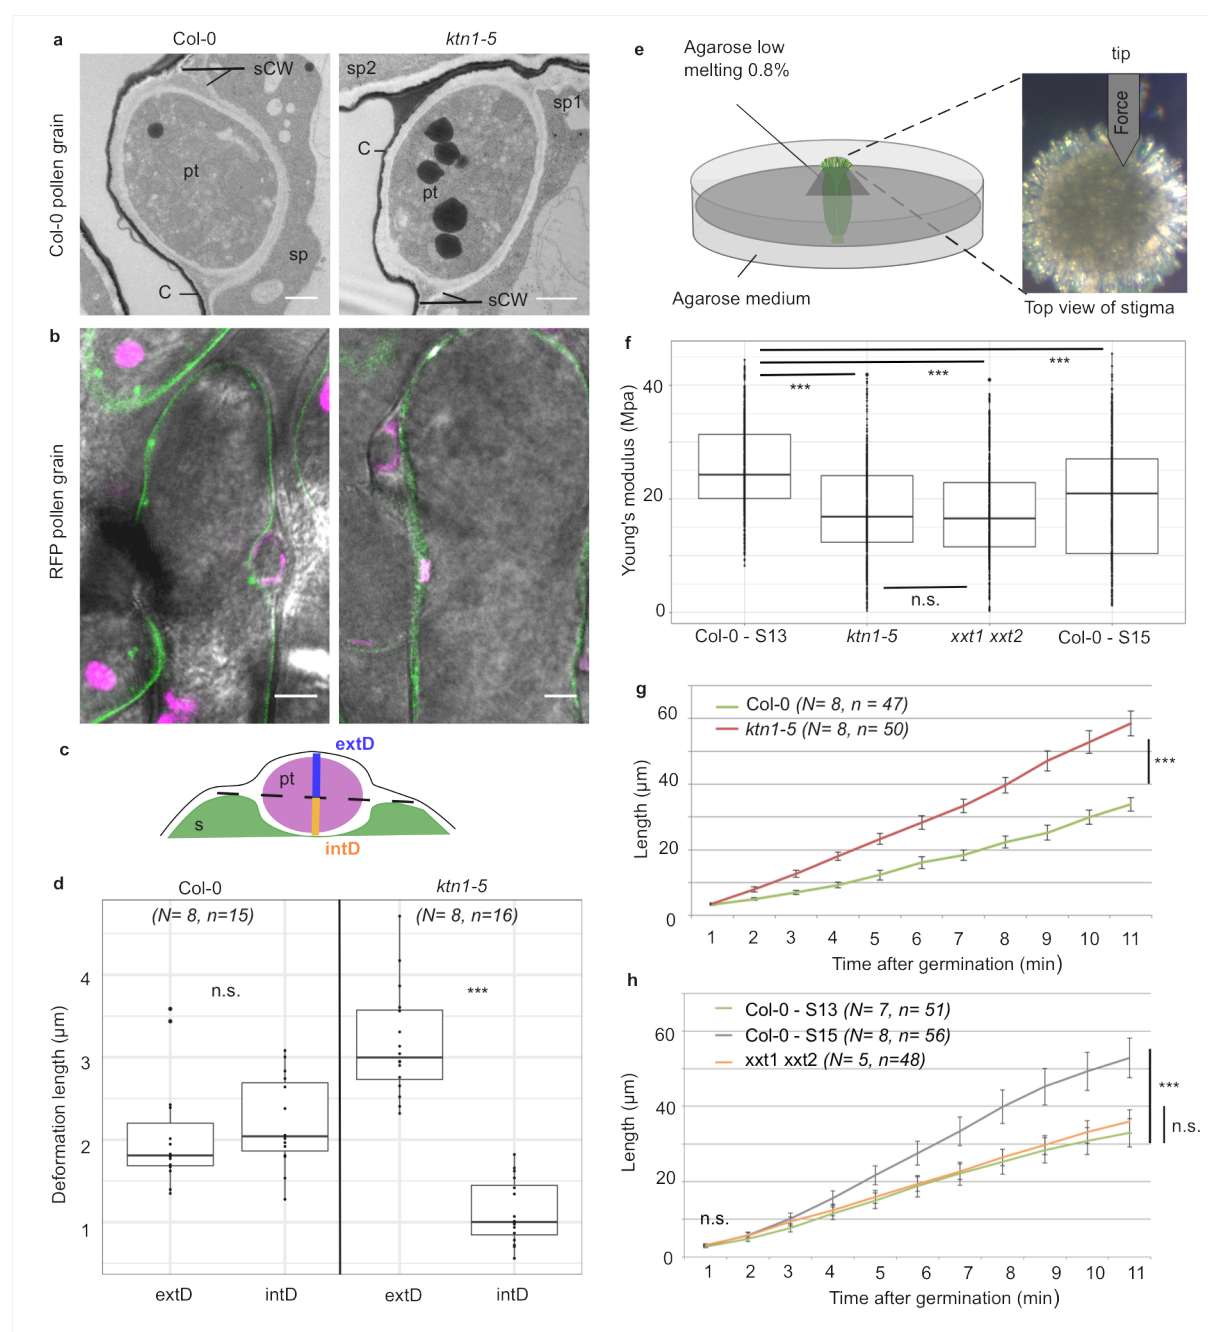 a
Col-0
ktn1-5
Col-0 pollen grain
sCW
pt
sp
C
sp2
sp1
C
pt
sCW
b
RFP pollen grain
c
extD
pt
s
intD
d
Col-0
ktn1-5
(N= 8, n=15)
(N= 8, n=16)
n.s.
***
Deformation length (µm)
4
3
2
1
extD
intD
extD
intD
e
Agarose low
melting 0.8%
tip
Force
Agarose medium
Top view of stigma
f
Young's modulus (Mpa)
40
20
0
***
***
***
n.s.
Col-0 - S13
ktn1-5
xxt1 xxt2
Col-0 - S15
g
Col-0 (N= 8, n = 47)
ktn1-5 (N= 8, n= 50)
***
Length (µm)
60
40
20
0
1 2 3 4 5 6 7 8 9 10 11
Time after germination (min)
h
Col-0 - S13 (N= 7, n= 51)
Col-0 - S15 (N= 8, n= 56)
xxt1 xxt2 (N= 5, n=48)
***
n.s.
n.s.
Length (µm)
60
40
20
0
1 2 3 4 5 6 7 8 9 10 11
Time after germination (min)